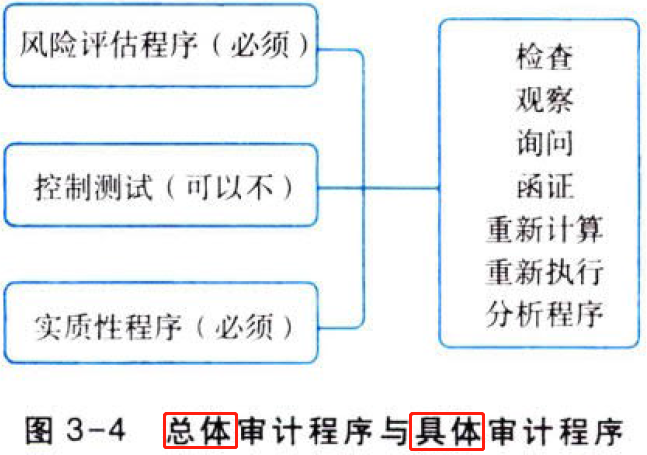 风险评估程序（必须）
控制测试（可以不）
实质性程序（必须）
检查
观察
询问
函证
重新计算
重新执行
分析程序
图 3-4 总体审计程序与具体审计程序